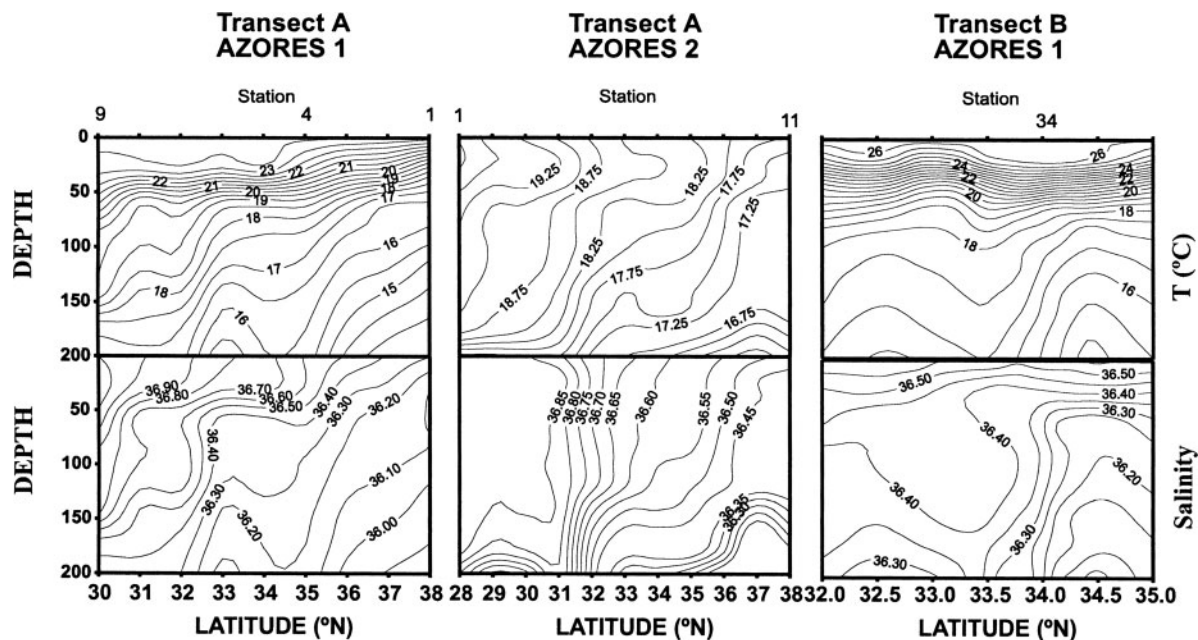 Transect A
AZORES 1
Transect A
AZORES 2
Transect B
AZORES 1
Station
Station
Station
9 4 1
1 11
34
DEPTH
0
50
100
150
200
23 22 21 20 19 18 17
22 21 20 19
18
16
17
15
18
16
19.25 18.75 18.25 17.75
17.25
18.25
17.75
18.75
17.25 16.75
26 26
24 24
22 22
20 20
18
18
16
T (ºC)
DEPTH
50
100
150
200
36.90 36.80 36.70 36.60 36.50 36.40 36.30 36.20
36.40
36.10
36.30
36.20
36.00
36.85 36.80 36.75 36.70 36.65 36.60 36.55 36.50 36.45
36.35
36.30
36.50 36.50
36.40
36.30
36.40
36.20
36.40
36.30
36.30
Salinity
30 31 32 33 34 35 36 37 38
28 29 30 31 32 33 34 35 36 37 38
32.0 32.5 33.0 33.5 34.0 34.5 35.0
LATITUDE (ºN)
LATITUDE (ºN)
LATITUDE (ºN)